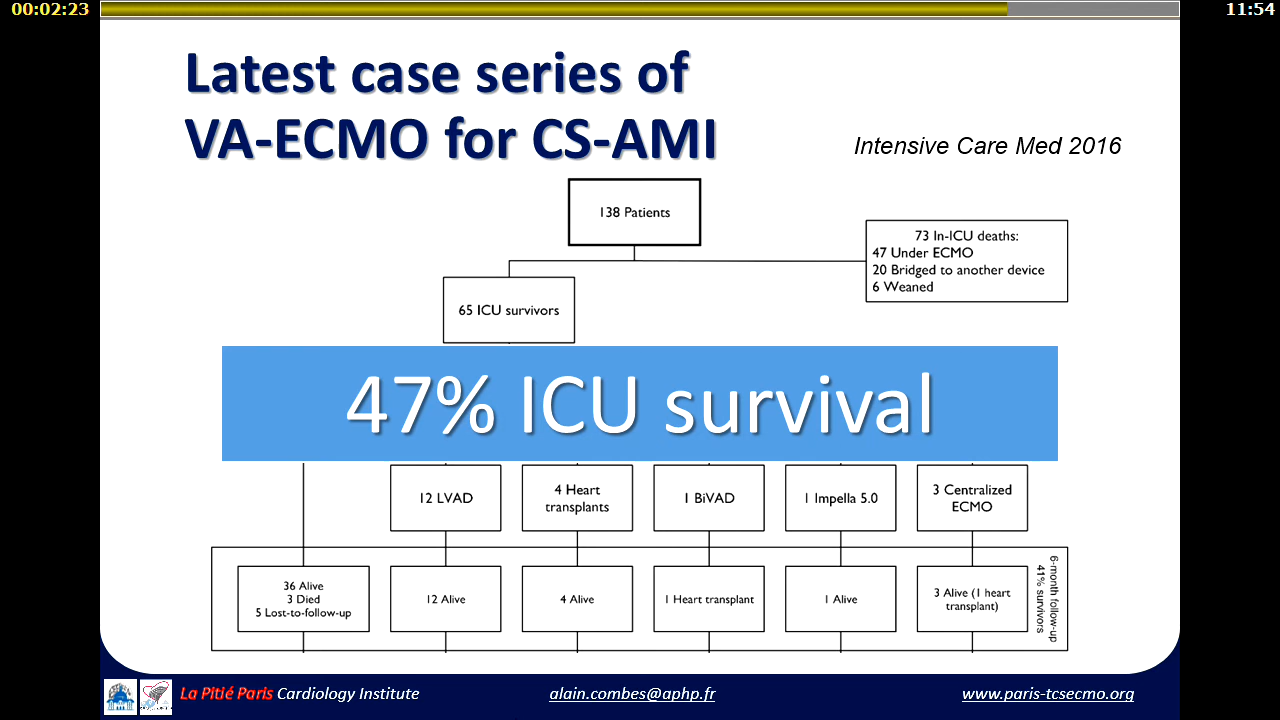 00:02:23
11:54
Latest case series of
VA-ECMO for CS-AMI
Intensive Care Med 2016
138 Patients
73 In-ICU deaths:
47 Under ECMO
20 Bridged to another device
6 Weaned
65 ICU survivors
47% ICU survival
12 LVAD
4 Heart
transplants
1 BiVAD
1 Impella 5.0
3 Centralized
ECMO
36 Alive
3 Died
5 Lost-to-follow-up
12 Alive
4 Alive
1 Heart transplant
1 Alive
3 Alive (1 heart
transplant)
6-month follow-up
41% survivors
La Pitié Paris Cardiology Institute
alain.combes@aphp.fr
www.paris-tcsecmo.org